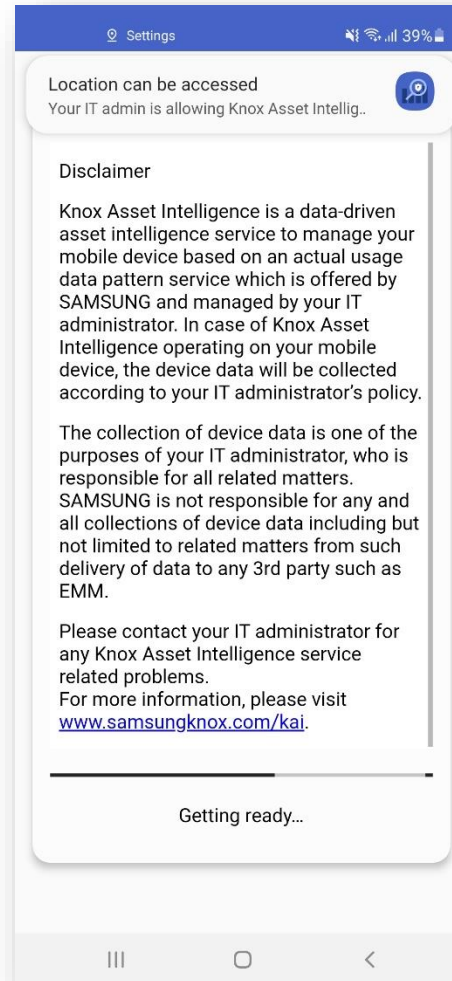 Settings
39%
Location can be accessed
Your IT admin is allowing Knox Asset Intellig..
Disclaimer
Knox Asset Intelligence is a data-driven
asset intelligence service to manage your
mobile device based on an actual usage
data pattern service which is offered by
SAMSUNG and managed by your IT
administrator. In case of Knox Asset
Intelligence operating on your mobile
device, the device data will be collected
according to your IT administrator’s policy.
The collection of device data is one of the
purposes of your IT administrator, who is
responsible for all related matters.
SAMSUNG is not responsible for any and
all collections of device data including but
not limited to related matters from such
delivery of data to any 3rd party such as
EMM.
Please contact your IT administrator for
any Knox Asset Intelligence service
related problems.
For more information, please visit
www.samsungknox.com/kai.
Getting ready…